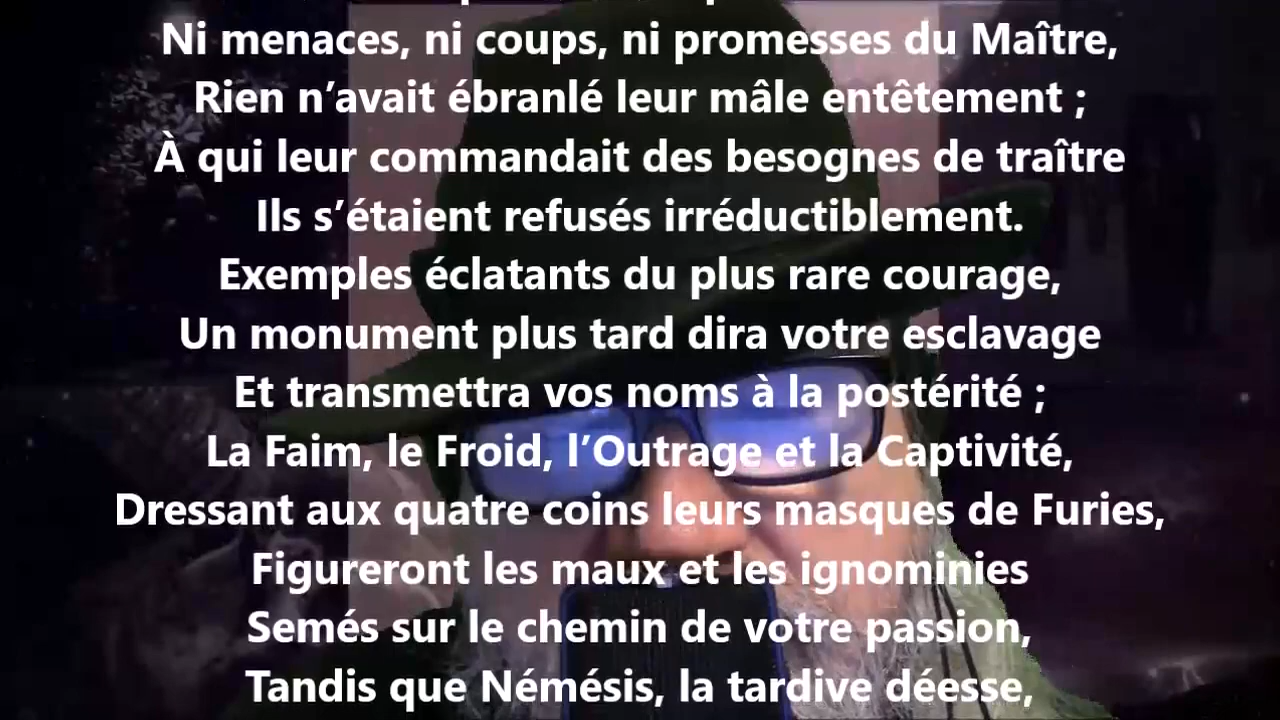 Ni menaces, ni coups, ni promesses du Maître,
Rien n’avait ébranlé leur mâle entêtement ;
À qui leur commandait des besognes de traître
Ils s’étaient refusés irréductiblement.
Exemples éclatants du plus rare courage,
Un monument plus tard dira votre esclavage
Et transmettra vos noms à la postérité ;
La Faim, le Froid, l’Outrage et la Captivité,
Dressant aux quatre coins leurs masques de Furies,
Figureront les maux et les ignominies
Semés sur le chemin de votre passion,
Tandis que Némésis, la tardive déesse,